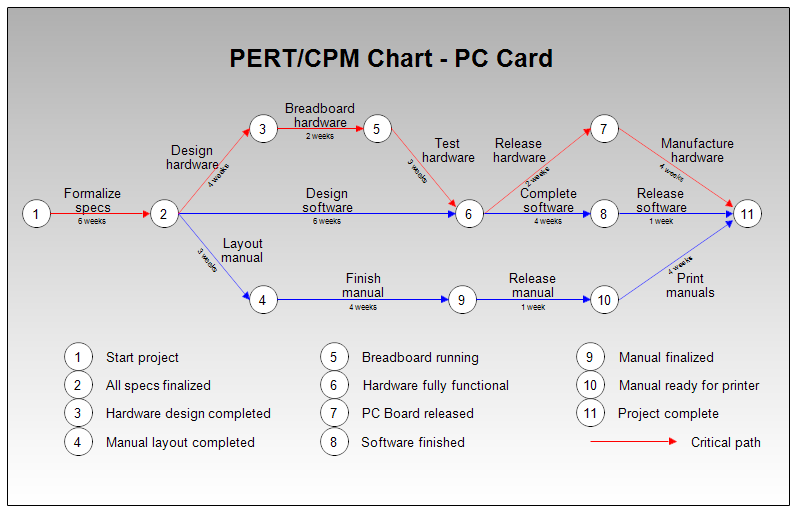 PERT/CPM Chart - PC Card
Breadboard
hardware
2 weeks
3
5
7
Design
hardware
4 weeks
Test
hardware
3 weeks
Release
hardware
2 weeks
Manufacture
hardware
4 weeks
1
Formalize
specs
6 weeks
2
Design
software
6 weeks
6
Complete
software
4 weeks
8
Release
software
1 week
11
Layout
manual
3 weeks
4
Finish
manual
4 weeks
9
Release
manual
1 week
10
4 weeks
Print
manuals
1 Start project
2 All specs finalized
3 Hardware design completed
4 Manual layout completed
5 Breadboard running
6 Hardware fully functional
7 PC Board released
8 Software finished
9 Manual finalized
10 Manual ready for printer
11 Project complete
Critical path